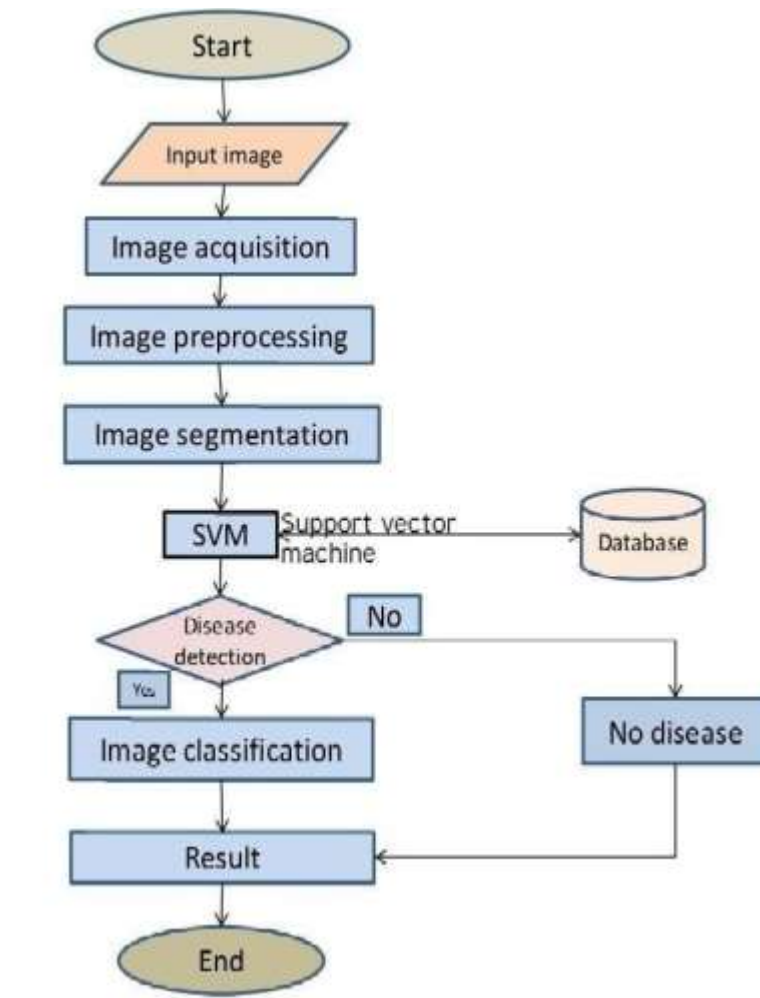 Start
Input image
Image acquisition
Image preprocessing
Image segmentation
SVM
Support vector
machine
Database
Disease
detection
No
Yes
Image classification
No disease
Result
End